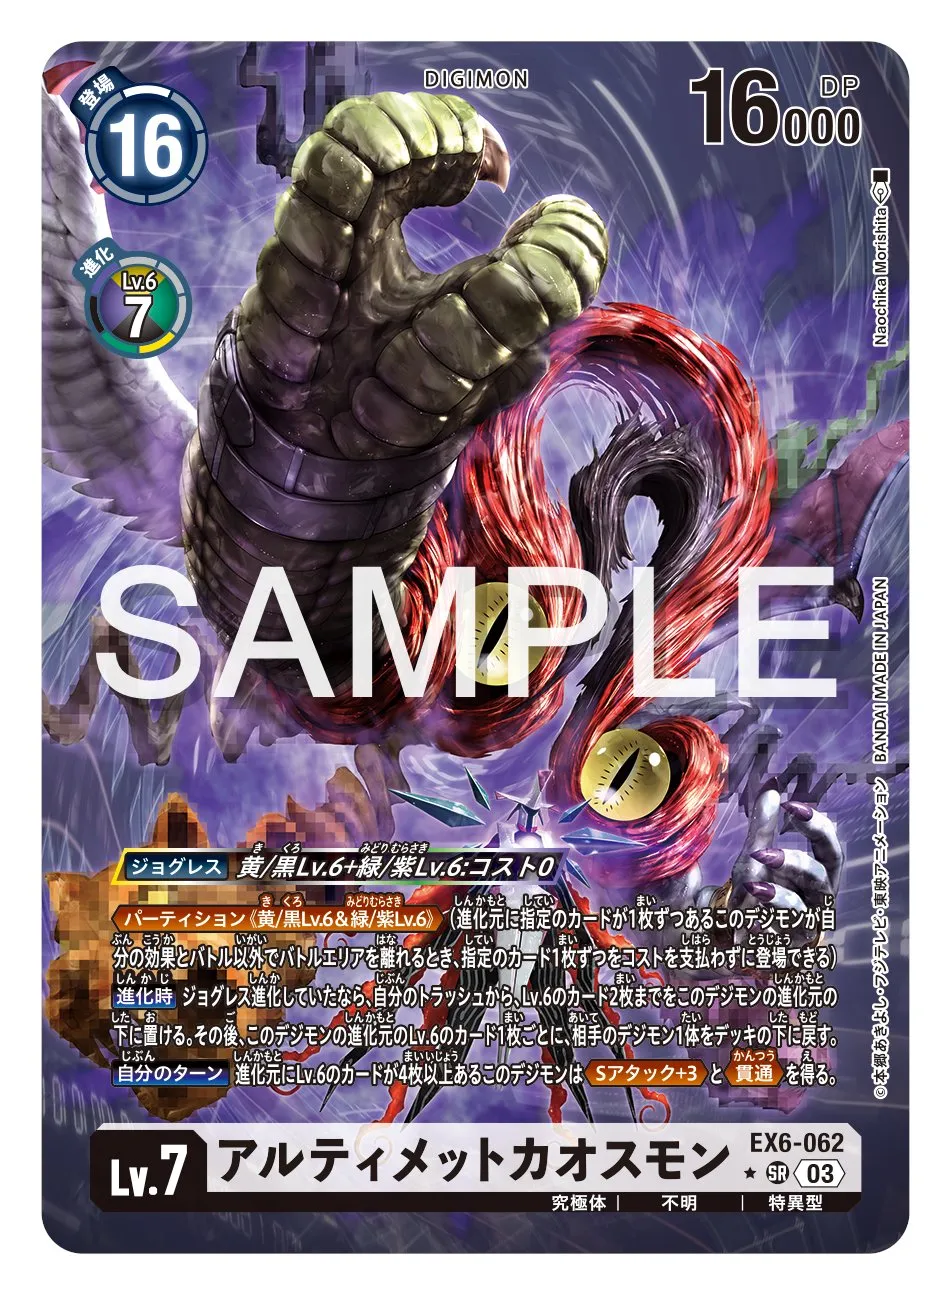 DIGIMON
登場
16
DP
16000
進化
Lv.6
7
Naochika Morishita
SAMPLE
BANDAI MADE IN JAPAN
©本郷あきよし・フジテレビ・東映アニメーション
ジョグレス 黄/黒Lv.6+緑/紫Lv.6:コスト0
パーティション《黄/黒Lv.6&緑/紫Lv.6》(進化元に指定のカードが1枚ずつあるこのデジモンが自
分の効果とバトル以外でバトルエリアを離れるとき、指定のカード1枚ずつをコストを支払わずに登場できる)
進化時 ジョグレス進化していたなら、自分のトラッシュから、Lv.6のカード2枚までをこのデジモンの進化元の
下に置ける。その後、このデジモンの進化元のLv.6のカード1枚ごとに、相手のデジモン1体をデッキの下に戻す。
自分のターン 進化元にLv.6のカードが4枚以上あるこのデジモンは Sアタック+3 と 貫通 を得る。
Lv.7
アルティメットカオスモン
EX6-062
SR 03
究極体 | 不明 | 特異型